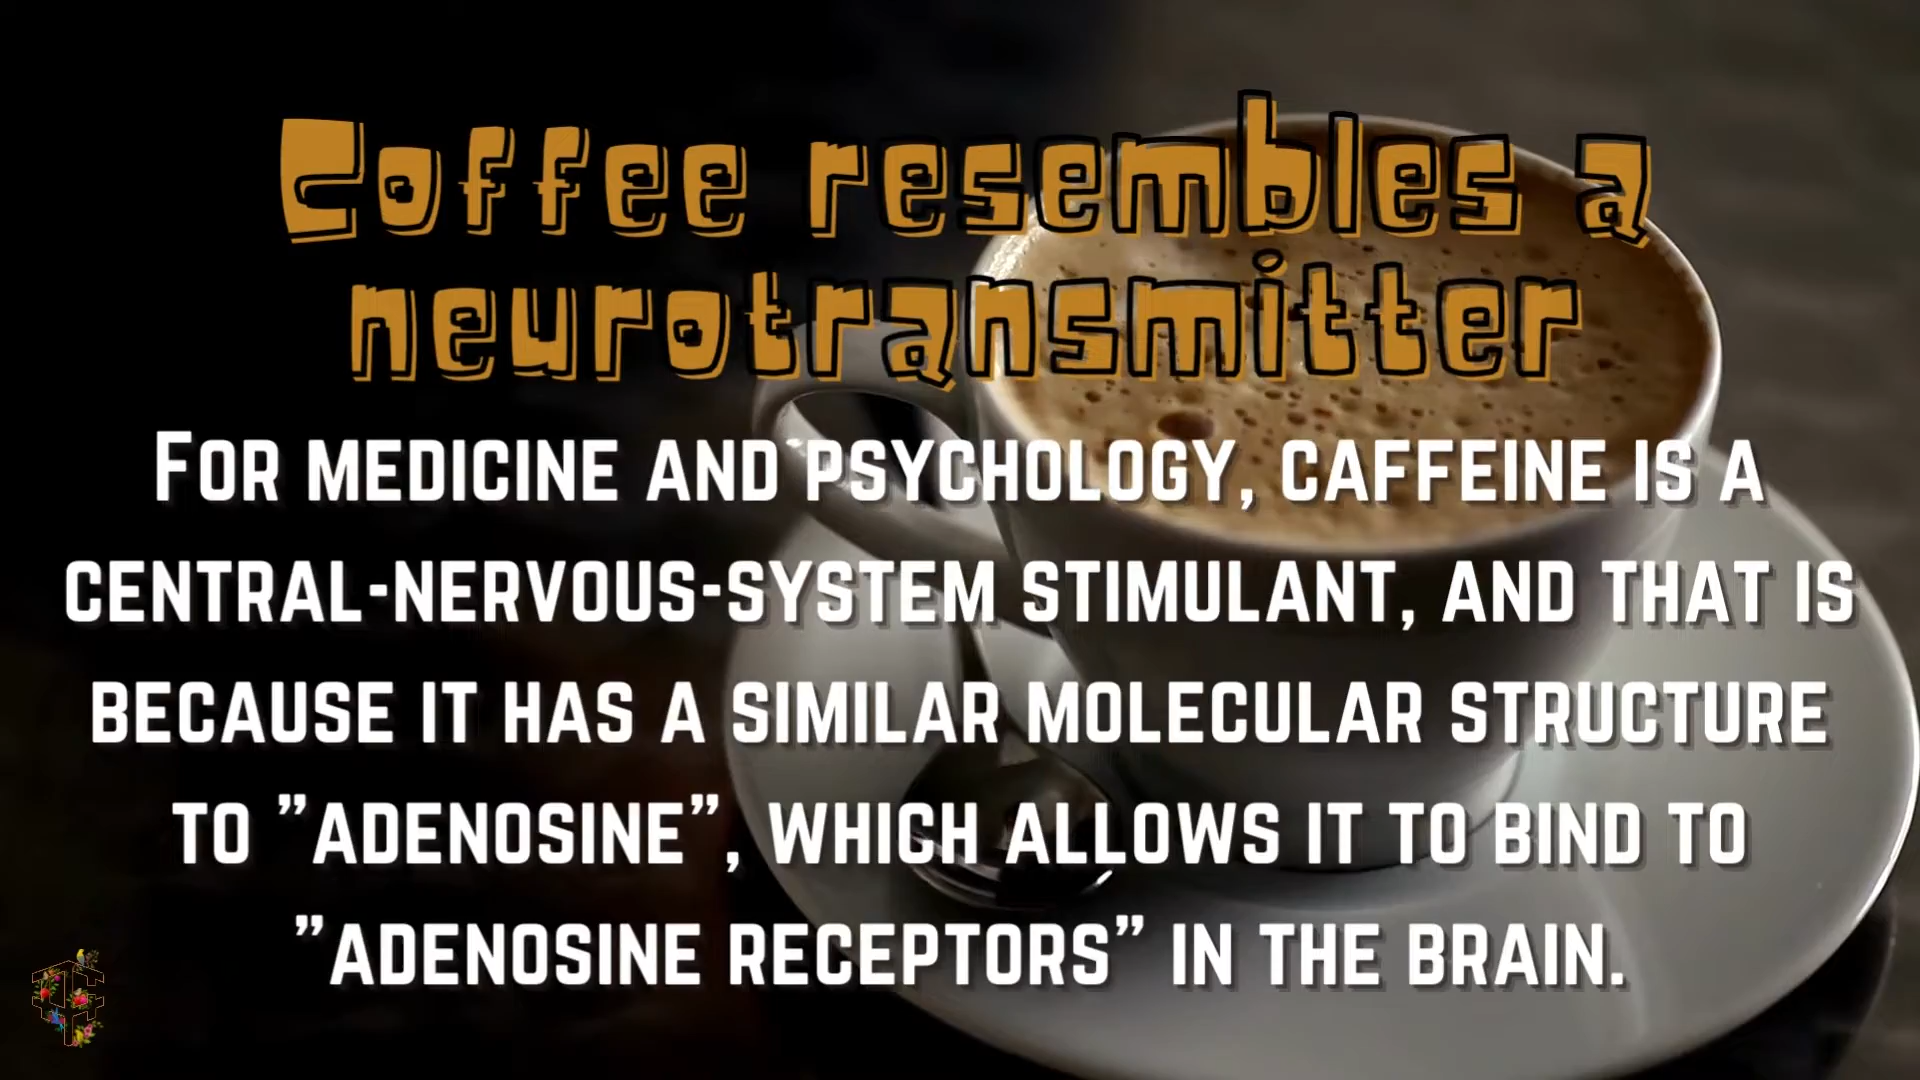 Coffee resembles a
neurotransmitter
For medicine and psychology, caffeine is a
central-nervous-system stimulant, and that is
because it has a similar molecular structure
to ”adenosine”, which allows it to bind to
”adenosine receptors” in the brain.